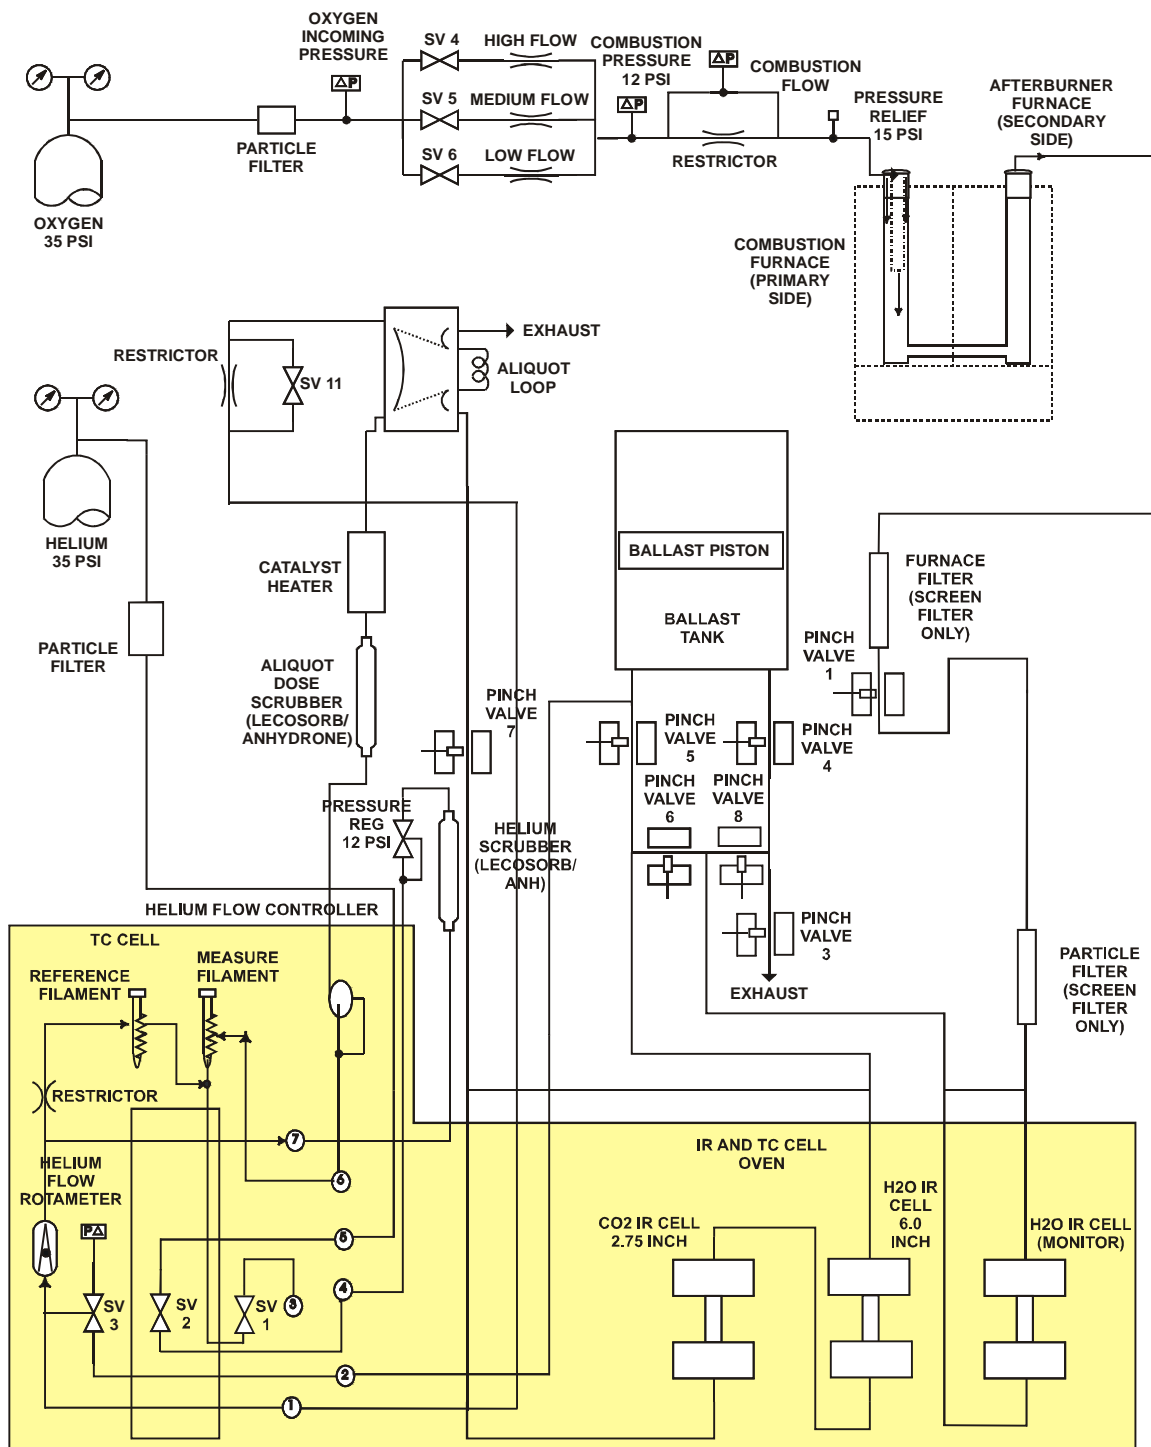 OXYGEN
INCOMING
PRESSURE
SV 4
HIGH FLOW
COMBUSTION
PRESSURE
12 PSI
ΔP
COMBUSTION
FLOW
AFTERBURNER
FURNACE
(SECONDARY
SIDE)
ΔP
SV 5
MEDIUM FLOW
ΔP
PRESSURE
RELIEF
15 PSI
PARTICLE
FILTER
SV 6
LOW FLOW
RESTRICTOR
OXYGEN
35 PSI
COMBUSTION
FURNACE
(PRIMARY
SIDE)
EXHAUST
RESTRICTOR
SV 11
ALIQUOT
LOOP
HELIUM
35 PSI
CATALYST
HEATER
BALLAST PISTON
FURNACE
FILTER
(SCREEN
FILTER
ONLY)
BALLAST
TANK
PARTICLE
FILTER
ALIQUOT
DOSE
SCRUBBER
(LECOSORB/
ANHYDRONE)
PINCH
VALVE
7
PINCH
VALVE
1
PINCH
VALVE
5
PINCH
VALVE
4
PINCH
VALVE
6
PINCH
VALVE
8
PRESSURE
REG
12 PSI
HELIUM
SCRUBBER
(LECOSORB/
ANH)
HELIUM FLOW CONTROLLER
PINCH
VALVE
3
TC CELL
MEASURE
FILAMENT
REFERENCE
FILAMENT
EXHAUST
PARTICLE
FILTER
(SCREEN
FILTER
ONLY)
RESTRICTOR
7
IR AND TC CELL
OVEN
HELIUM
FLOW
ROTAMETER
6
H2O IR
CELL
6.0
INCH
CO2 IR CELL
2.75 INCH
H2O IR CELL
(MONITOR)
PΔ
5
4
SV
3
SV
2
SV
1
3
2
1